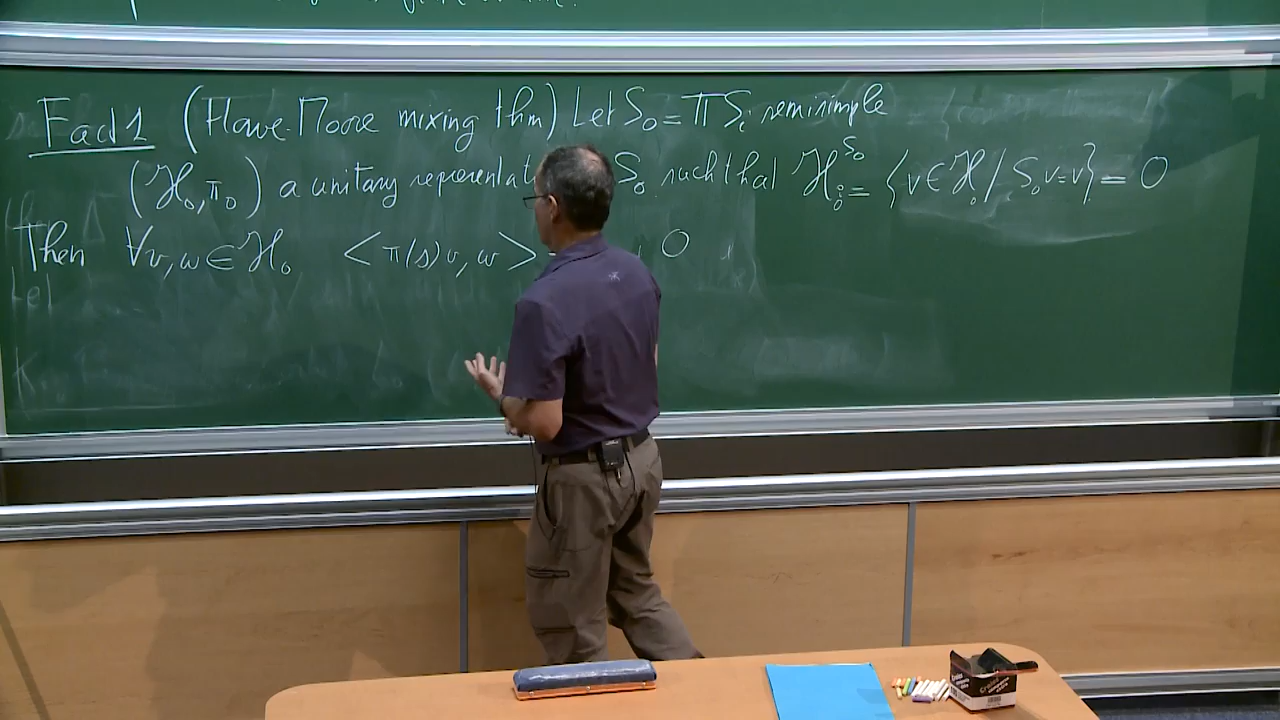 Fact 1 (Howe-Moore mixing thm) Let S₀ = ΠSᵢ semisimple
(ℋ₀, π₀) a unitary representat S₀ such that ℋ₀^{S₀} := {v ∈ ℋ₀ / S₀v = v} = 0
Then ∀v, w ∈ ℋ₀ <π(s)v, w> 0